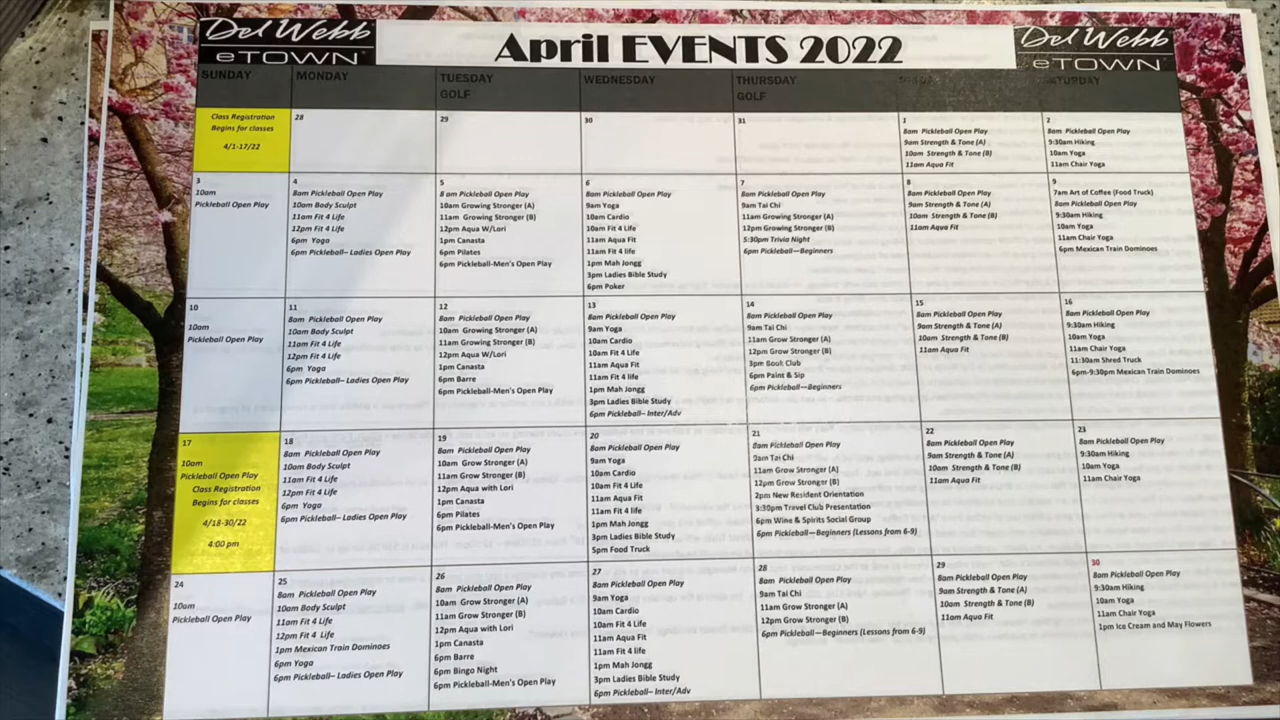 Del Webb
eTOWN
April EVENTS 2022
Del Webb
eTOWN
SUNDAY
MONDAY
TUESDAY
GOLF
WEDNESDAY
THURSDAY
GOLF
Class Registration
Begins for classes
4/1-17/22
28
29
30
31
1
8am Pickleball Open Play
9am Strength & Tone (A)
10am Strength & Tone (B)
11am Aqua Fit
2
8am Pickleball Open Play
9:30am Hiking
10am Yoga
11am Chair Yoga
3
10am
Pickleball Open Play
4
8am Pickleball Open Play
10am Body Sculpt
11am Fit 4 Life
12pm Fit 4 Life
6pm Yoga
6pm Pickleball– Ladies Open Play
5
8 am Pickleball Open Play
10am Growing Stronger (A)
11am Growing Stronger (B)
12pm Aqua W/Lori
1pm Canasta
6pm Pilates
6pm Pickleball-Men's Open Play
6
8am Pickleball Open Play
9am Yoga
10am Cardio
10am Fit 4 Life
11am Aqua Fit
11am Fit 4 life
1pm Mah Jongg
3pm Ladies Bible Study
6pm Poker
7
8am Pickleball Open Play
9am Tai Chi
11am Growing Stronger (A)
12pm Growing Stronger (B)
5:30pm Trivia Night
6pm Pickleball—Beginners
8
8am Pickleball Open Play
9am Strength & Tone (A)
10am Strength & Tone (B)
11am Aqua Fit
9
7am Art of Coffee (Food Truck)
8am Pickleball Open Play
9:30am Hiking
10am Yoga
11am Chair Yoga
6pm Mexican Train Dominoes
10
10am
Pickleball Open Play
11
8am Pickleball Open Play
10am Body Sculpt
11am Fit 4 Life
12pm Fit 4 Life
6pm Yoga
6pm Pickleball– Ladies Open Play
12
8am Pickleball Open Play
10am Growing Stronger (A)
11am Growing Stronger (B)
12pm Aqua W/Lori
1pm Canasta
6pm Barre
6pm Pickleball-Men's Open Play
13
8am Pickleball Open Play
9am Yoga
10am Cardio
10am Fit 4 Life
11am Aqua Fit
11am Fit 4 life
1pm Mah Jongg
3pm Ladies Bible Study
6pm Pickleball– Inter/Adv
14
8am Pickleball Open Play
9am Tai Chi
11am Grow Stronger (A)
12pm Grow Stronger (B)
3pm Book Club
6pm Paint & Sip
6pm Pickleball—Beginners
15
8am Pickleball Open Play
9am Strength & Tone (A)
10am Strength & Tone (B)
11am Aqua Fit
16
8am Pickleball Open Play
9:30am Hiking
10am Yoga
11am Chair Yoga
11:30am Shred Truck
6pm-9:30pm Mexican Train Dominoes
17
10am
Pickleball Open Play
Class Registration
Begins for classes
4/18-30/22
4:00 pm
18
8am Pickleball Open Play
10am Body Sculpt
11am Fit 4 Life
12pm Fit 4 Life
6pm Yoga
6pm Pickleball– Ladies Open Play
19
8am Pickleball Open Play
10am Grow Stronger (A)
11am Grow Stronger (B)
12pm Aqua with Lori
1pm Canasta
6pm Pilates
6pm Pickleball-Men's Open Play
20
8am Pickleball Open Play
9am Yoga
10am Cardio
10am Fit 4 Life
11am Aqua Fit
11am Fit 4 life
1pm Mah Jongg
3pm Ladies Bible Study
5pm Food Truck
21
8am Pickleball Open Play
9am Tai Chi
11am Grow Stronger (A)
12pm Grow Stronger (B)
2pm New Resident Orientation
3:30pm Travel Club Presentation
6pm Wine & Spirits Social Group
6pm Pickleball—Beginners (Lessons from 6-9)
22
8am Pickleball Open Play
9am Strength & Tone (A)
10am Strength & Tone (B)
11am Aqua Fit
23
8am Pickleball Open Play
9:30am Hiking
10am Yoga
11am Chair Yoga
24
10am
Pickleball Open Play
25
8am Pickleball Open Play
10am Body Sculpt
11am Fit 4 Life
12pm Fit 4 Life
1pm Mexican Train Dominoes
6pm Yoga
6pm Pickleball– Ladies Open Play
26
8am Pickleball Open Play
10am Grow Stronger (A)
11am Grow Stronger (B)
12pm Aqua with Lori
1pm Canasta
6pm Barre
6pm Bingo Night
6pm Pickleball-Men's Open Play
27
8am Pickleball Open Play
9am Yoga
10am Cardio
10am Fit 4 Life
11am Aqua Fit
11am Fit 4 life
1pm Mah Jongg
3pm Ladies Bible Study
6pm Pickleball– Inter/Adv
28
8am Pickleball Open Play
9am Tai Chi
11am Grow Stronger (A)
12pm Grow Stronger (B)
6pm Pickleball—Beginners (Lessons from 6-9)
29
8am Pickleball Open Play
9am Strength & Tone (A)
10am Strength & Tone (B)
11am Aqua Fit
30
8am Pickleball Open Play
9:30am Hiking
10am Yoga
11am Chair Yoga
1pm Ice Cream and May Flowers